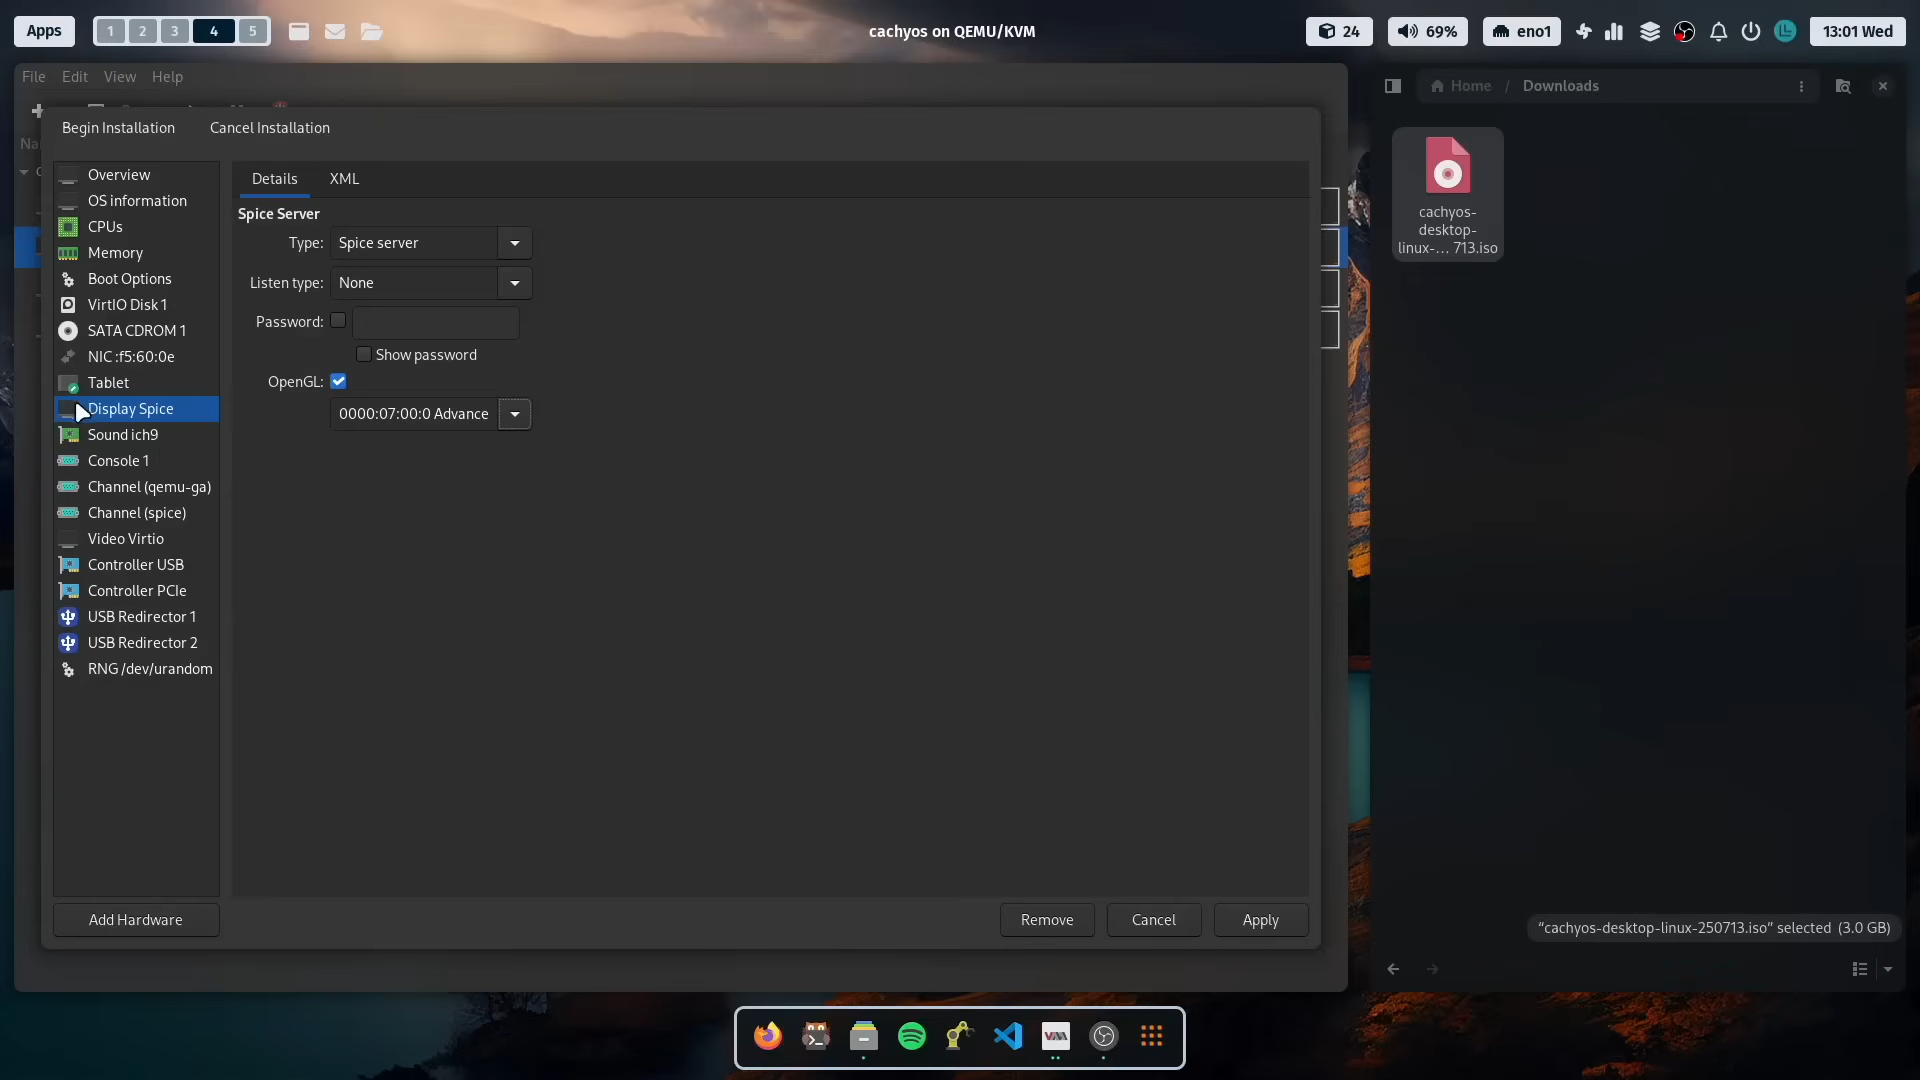 Apps
1
2
3
4
5
cachyos on QEMU/KVM
24
69%
eno1
13:01 Wed
File
Edit
View
Help
Begin Installation
Cancel Installation
Overview
OS information
CPUs
Memory
Boot Options
VirtIO Disk 1
SATA CDROM 1
NIC :f5:60:0e
Tablet
Display Spice
Sound ich9
Console 1
Channel (qemu-ga)
Channel (spice)
Video Virtio
Controller USB
Controller PCIe
USB Redirector 1
USB Redirector 2
RNG /dev/urandom
Add Hardware
Details
XML
Spice Server
Type: Spice server
Listen type: None
Password:
Show password
OpenGL:
0000:07:00:0 Advance
Remove
Cancel
Apply
Home / Downloads
cachyos-
desktop-
linux-... 713.iso
"cachyos-desktop-linux-250713.iso" selected (3.0 GB)